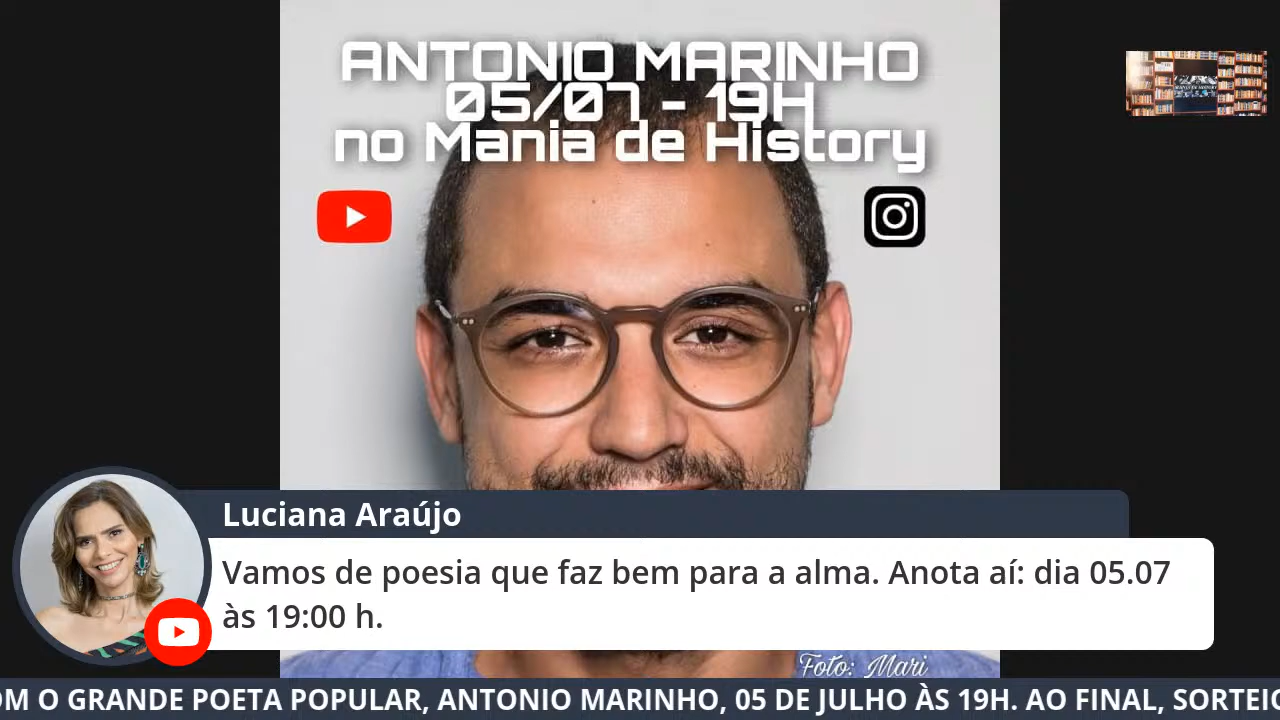 ANTONIO MARINHO
05/07 - 19H
no Mania de History
Luciana Araújo
Vamos de poesia que faz bem para a alma. Anota aí: dia 05.07
às 19:00 h.
Foto: Mari
O GRANDE POETA POPULAR, ANTONIO MARINHO, 05 DE JULHO ÀS 19H. AO FINAL,